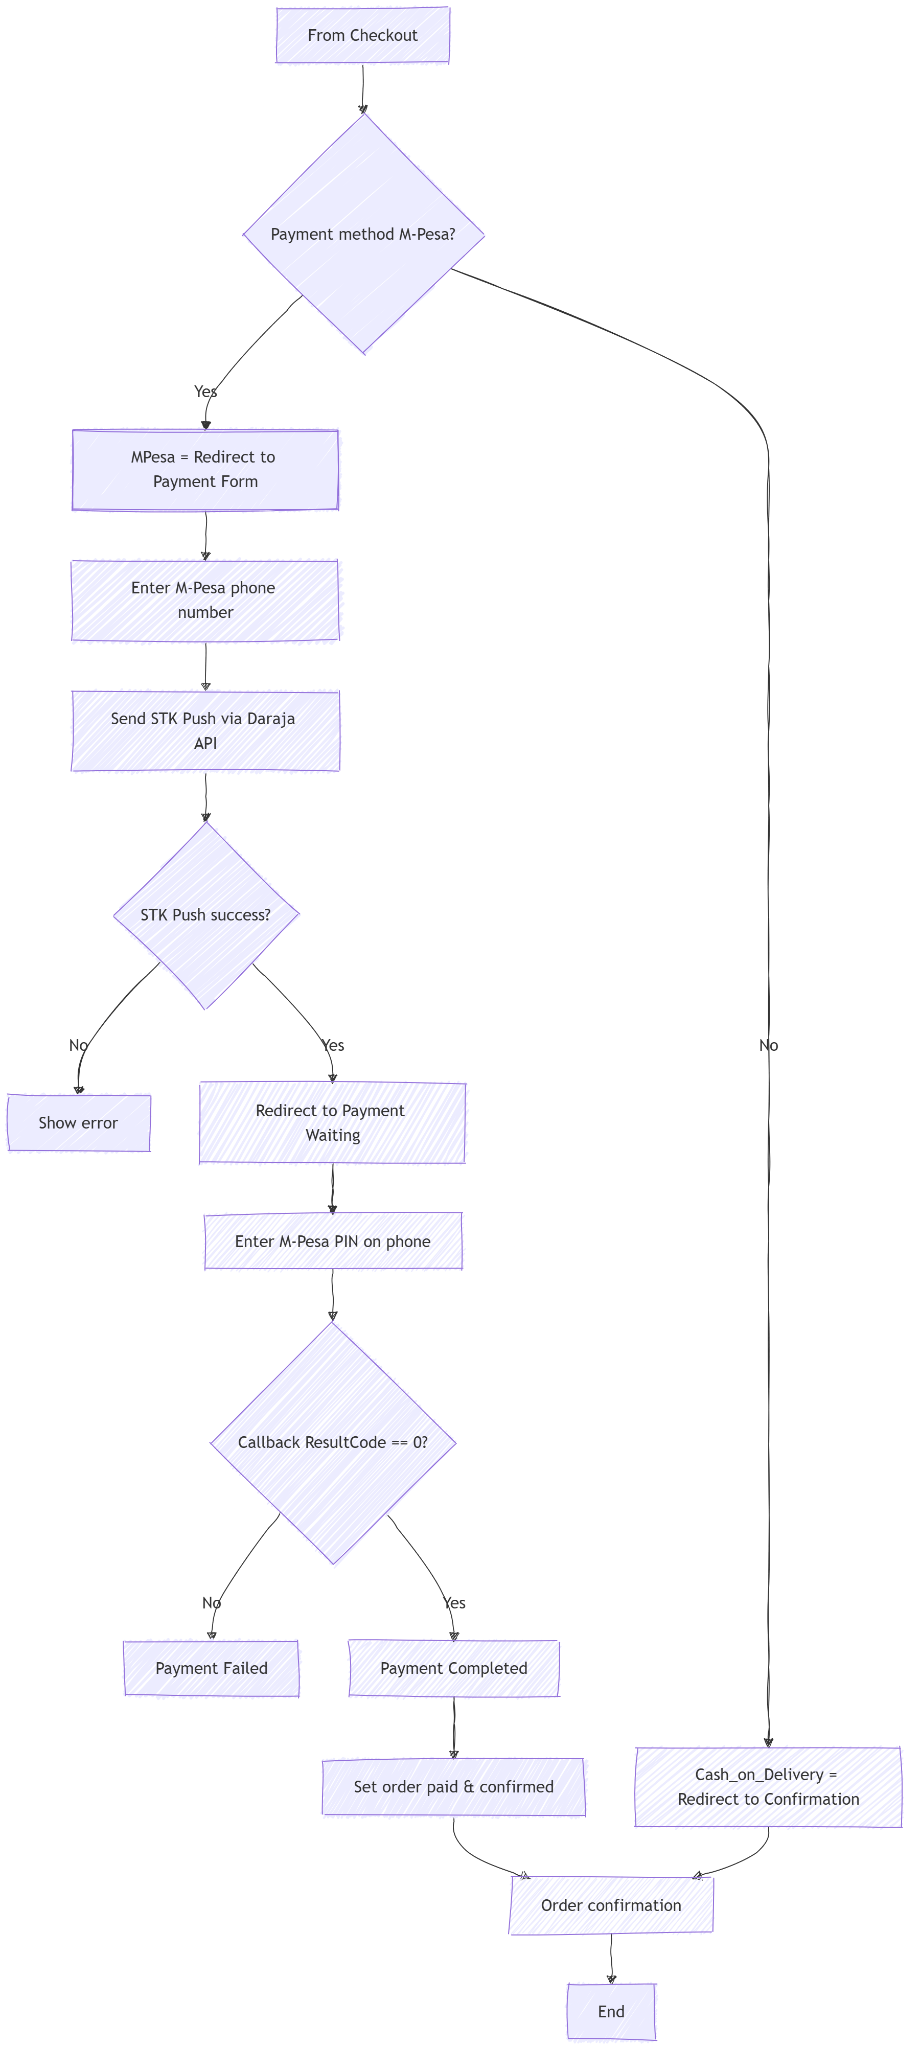 From Checkout
Payment method M-Pesa?
Yes
MPesa = Redirect to
Payment Form
Enter M-Pesa phone
number
Send STK Push via Daraja
API
STK Push success?
No
Yes
No
Show error
Redirect to Payment
Waiting
Enter M-Pesa PIN on phone
Callback ResultCode == 0?
No
Yes
Payment Failed
Payment Completed
Set order paid & confirmed
Cash_on_Delivery =
Redirect to Confirmation
Order confirmation
End